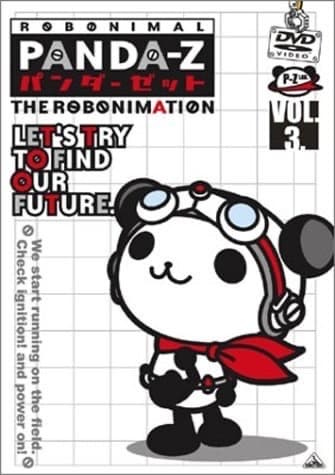 ROBONIMAL
PANDA-Z
パンダーゼット
THE ROBONIMATION
DVD
VIDEO
P-Z LAB.
VOL.
3.
LET'S TRY
TO FIND
OUR
FUTURE.
We start running on the field.
Check ignition! and power on!